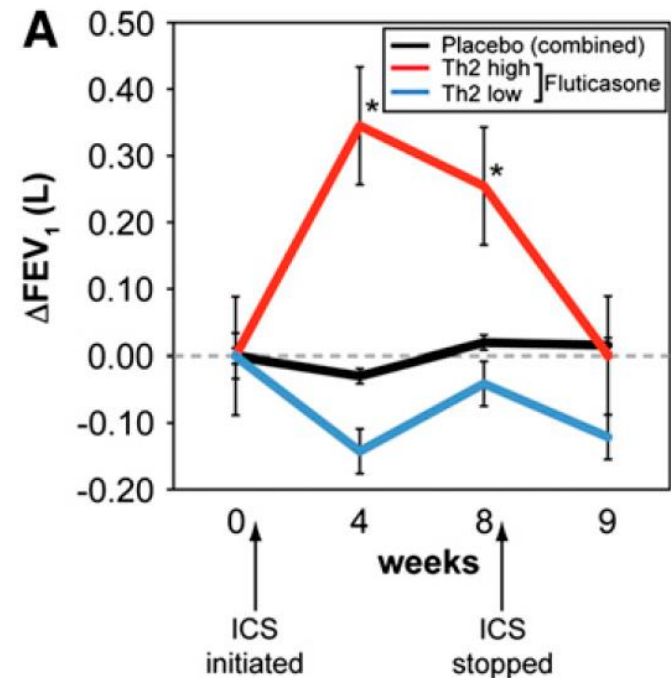 A
Placebo (combined)
Th2 high
Th2 low
Fluticasone
ΔFEV₁ (L)
0.50
0.40
0.30
0.20
0.10
0.00
-0.10
-0.20
*
*
0 4 8 9
weeks
ICS
initiated
ICS
stopped